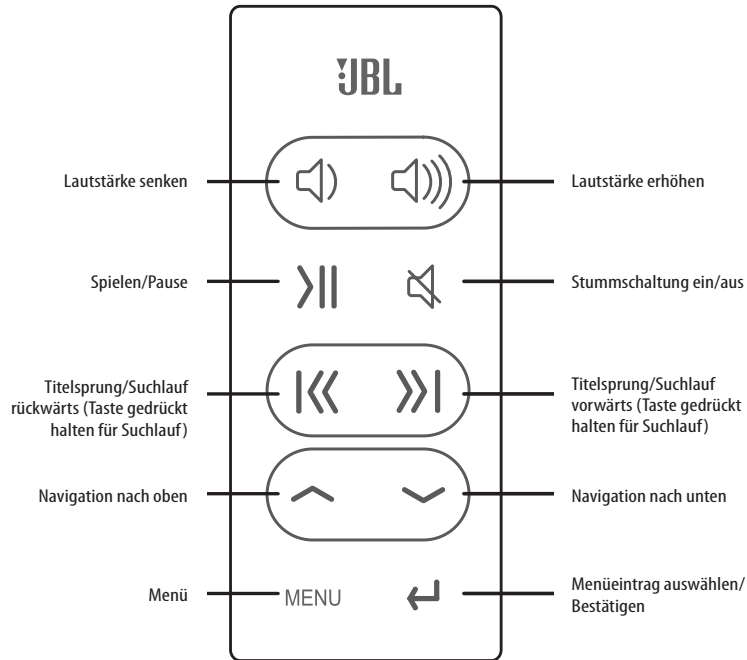 JBL
Lautstärke senken
Lautstärke erhöhen
Spielen/Pause
Stummschaltung ein/aus
Titelsprung/Suchlauf
rückwärts (Taste gedrückt
halten für Suchlauf)
Titelsprung/Suchlauf
vorwärts (Taste gedrückt
halten für Suchlauf)
Navigation nach oben
Navigation nach unten
Menü
MENU
Menüeintrag auswählen/
Bestätigen